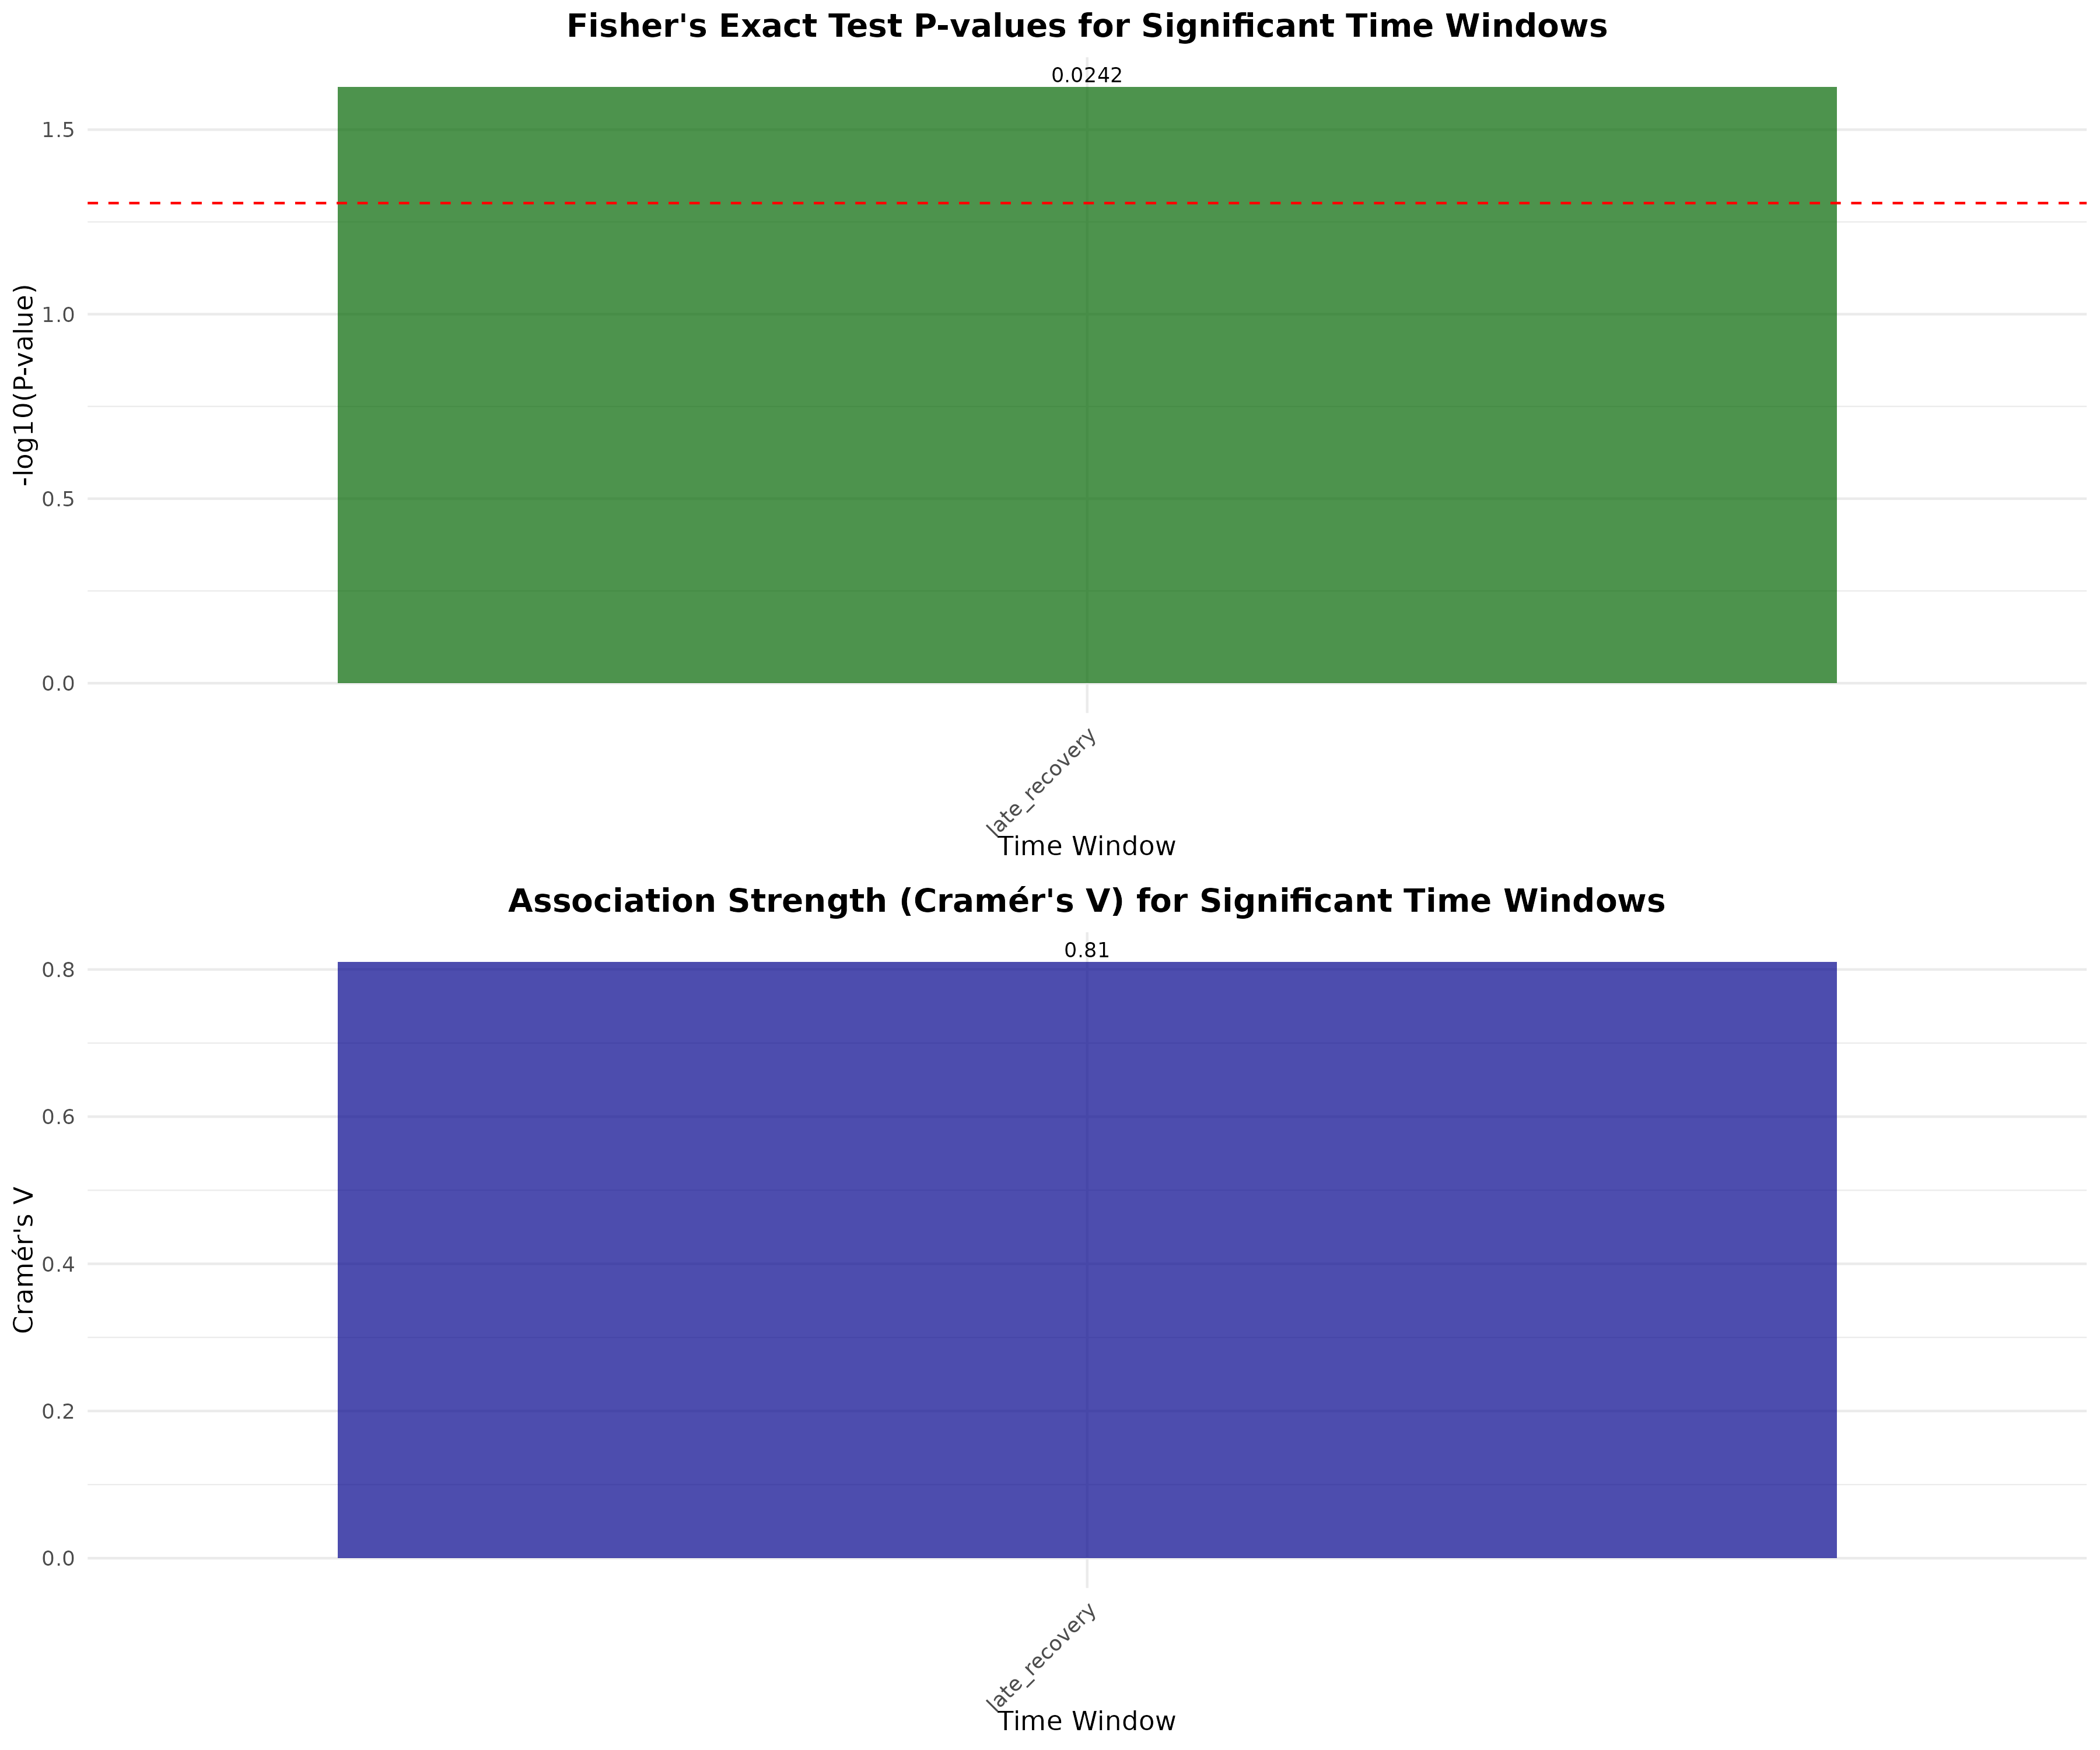 Fisher's Exact Test P-values for Significant Time Windows
0.0242
1.5
1.0
0.5
0.0
-log10(P-value)
late_recovery
Time Window
Association Strength (Cramér's V) for Significant Time Windows
0.81
0.8
0.6
0.4
0.2
0.0
Cramér's V
late_recovery
Time Window